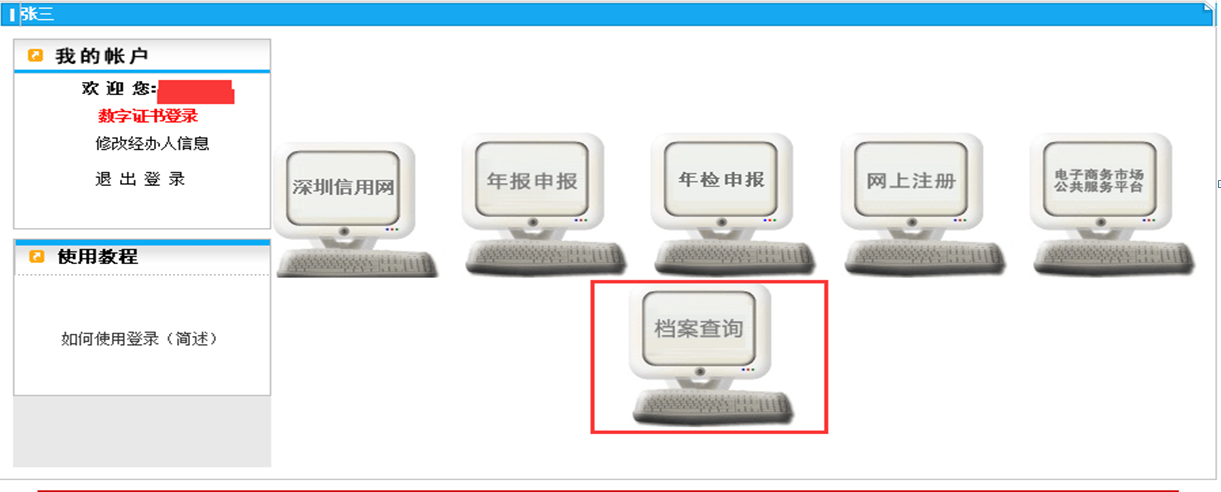 张三
我的帐户
欢 迎 您:
数字证书登录
修改经办人信息
退 出 登 录
使用教程
如何使用登录（简述）
深圳信用网
年报申报
年检申报
网上注册
电子商务市场
公共服务平台
档案查询